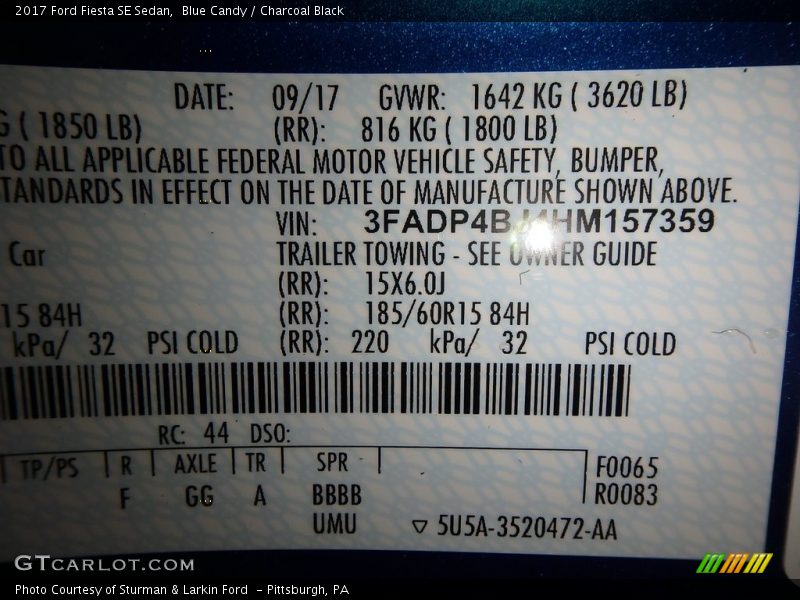 2017 Ford Fiesta SE Sedan, Blue Candy / Charcoal Black
DATE: 09/17 GVWR: 1642 KG ( 3620 LB)
G ( 1850 LB) (RR): 816 KG ( 1800 LB)
TO ALL APPLICABLE FEDERAL MOTOR VEHICLE SAFETY, BUMPER,
TANDARDS IN EFFECT ON THE DATE OF MANUFACTURE SHOWN ABOVE.
VIN:
Car TRAILER TOWING - SEE OWNER GUIDE
(RR): 15X6.0J
15 84H (RR): 185/60R15 84H
kPa/ 32 PSI COLD (RR): 220 kPa/ 32 PSI COLD
RC: 44 DSO:
TP/PS R AXLE TR SPR F0065
F GG A BBBB R0083
UMU ▽ 5U5A-3520472-AA
GTCARLOT.COM
Photo Courtesy of Sturman & Larkin Ford - Pittsburgh, PA